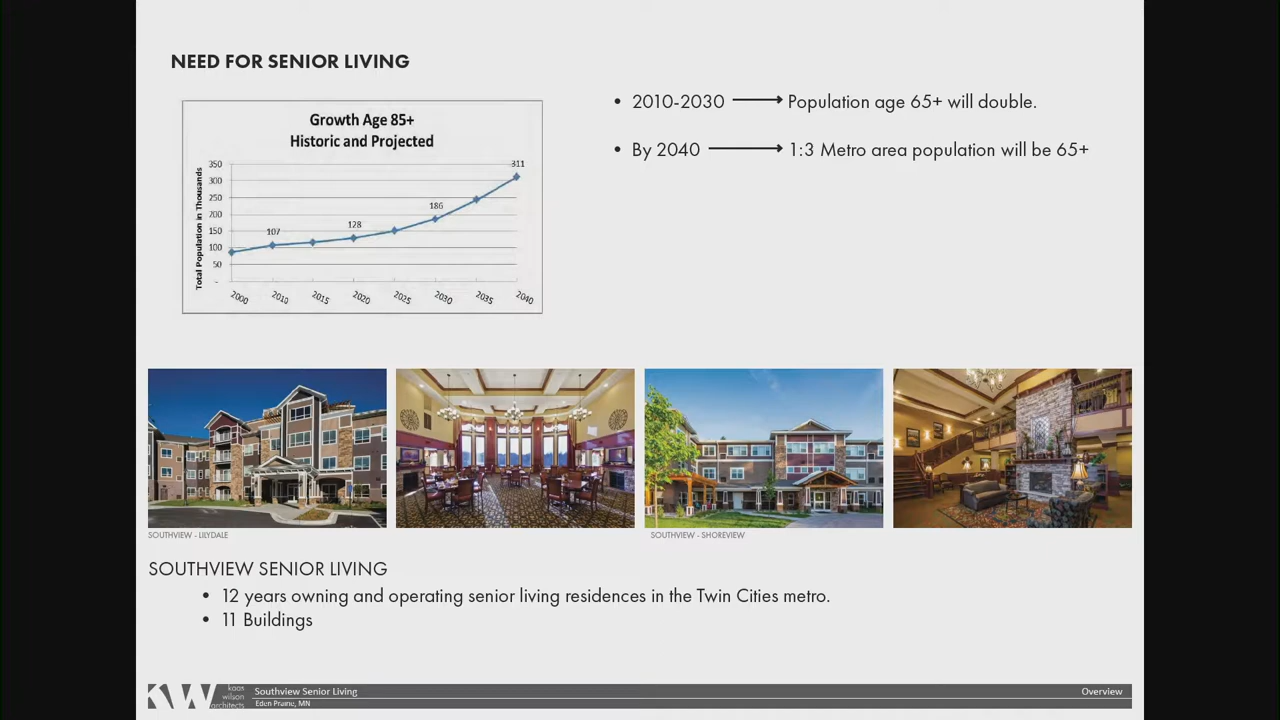 NEED FOR SENIOR LIVING
Growth Age 85+
Historic and Projected
Total Population in Thousands
350
300
250
200
150
100
50
-
107
128
186
311
2000
2010
2015
2020
2025
2030
2035
2040
• 2010-2030 → Population age 65+ will double.
• By 2040 → 1:3 Metro area population will be 65+
SOUTHVIEW - LILYDALE
SOUTHVIEW - SHOREVIEW
SOUTHVIEW SENIOR LIVING
• 12 years owning and operating senior living residences in the Twin Cities metro.
• 11 Buildings
KW
kaas
wilson
architects
Southview Senior Living
Eden Prairie, MN
Overview